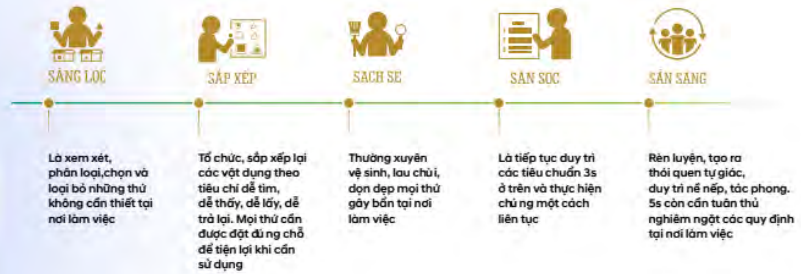 SÀNG LỌC
SẮP XẾP
SẠCH SẼ
SĂN SÓC
SẴN SÀNG
Là xem xét,
phân loại,chọn và
loại bỏ những thứ
không cần thiết tại
nơi làm việc
Tổ chức, sắp xếp lại
các vật dụng theo
tiêu chí dễ tìm,
dễ thấy, dễ lấy, dễ
trả lại. Mọi thứ cần
được đặt đúng chỗ
để tiện lợi khi cần
sử dụng
Thường xuyên
vệ sinh, lau chùi,
dọn dẹp mọi thứ
gây bẩn tại nơi
làm việc
Là tiếp tục duy trì
các tiêu chuẩn 3s
ở trên và thực hiện
chúng một cách
liên tục
Rèn luyện, tạo ra
thói quen tự giác,
duy trì nề nếp, tác phong.
5s còn cần tuân thủ
nghiêm ngặt các quy định
tại nơi làm việc